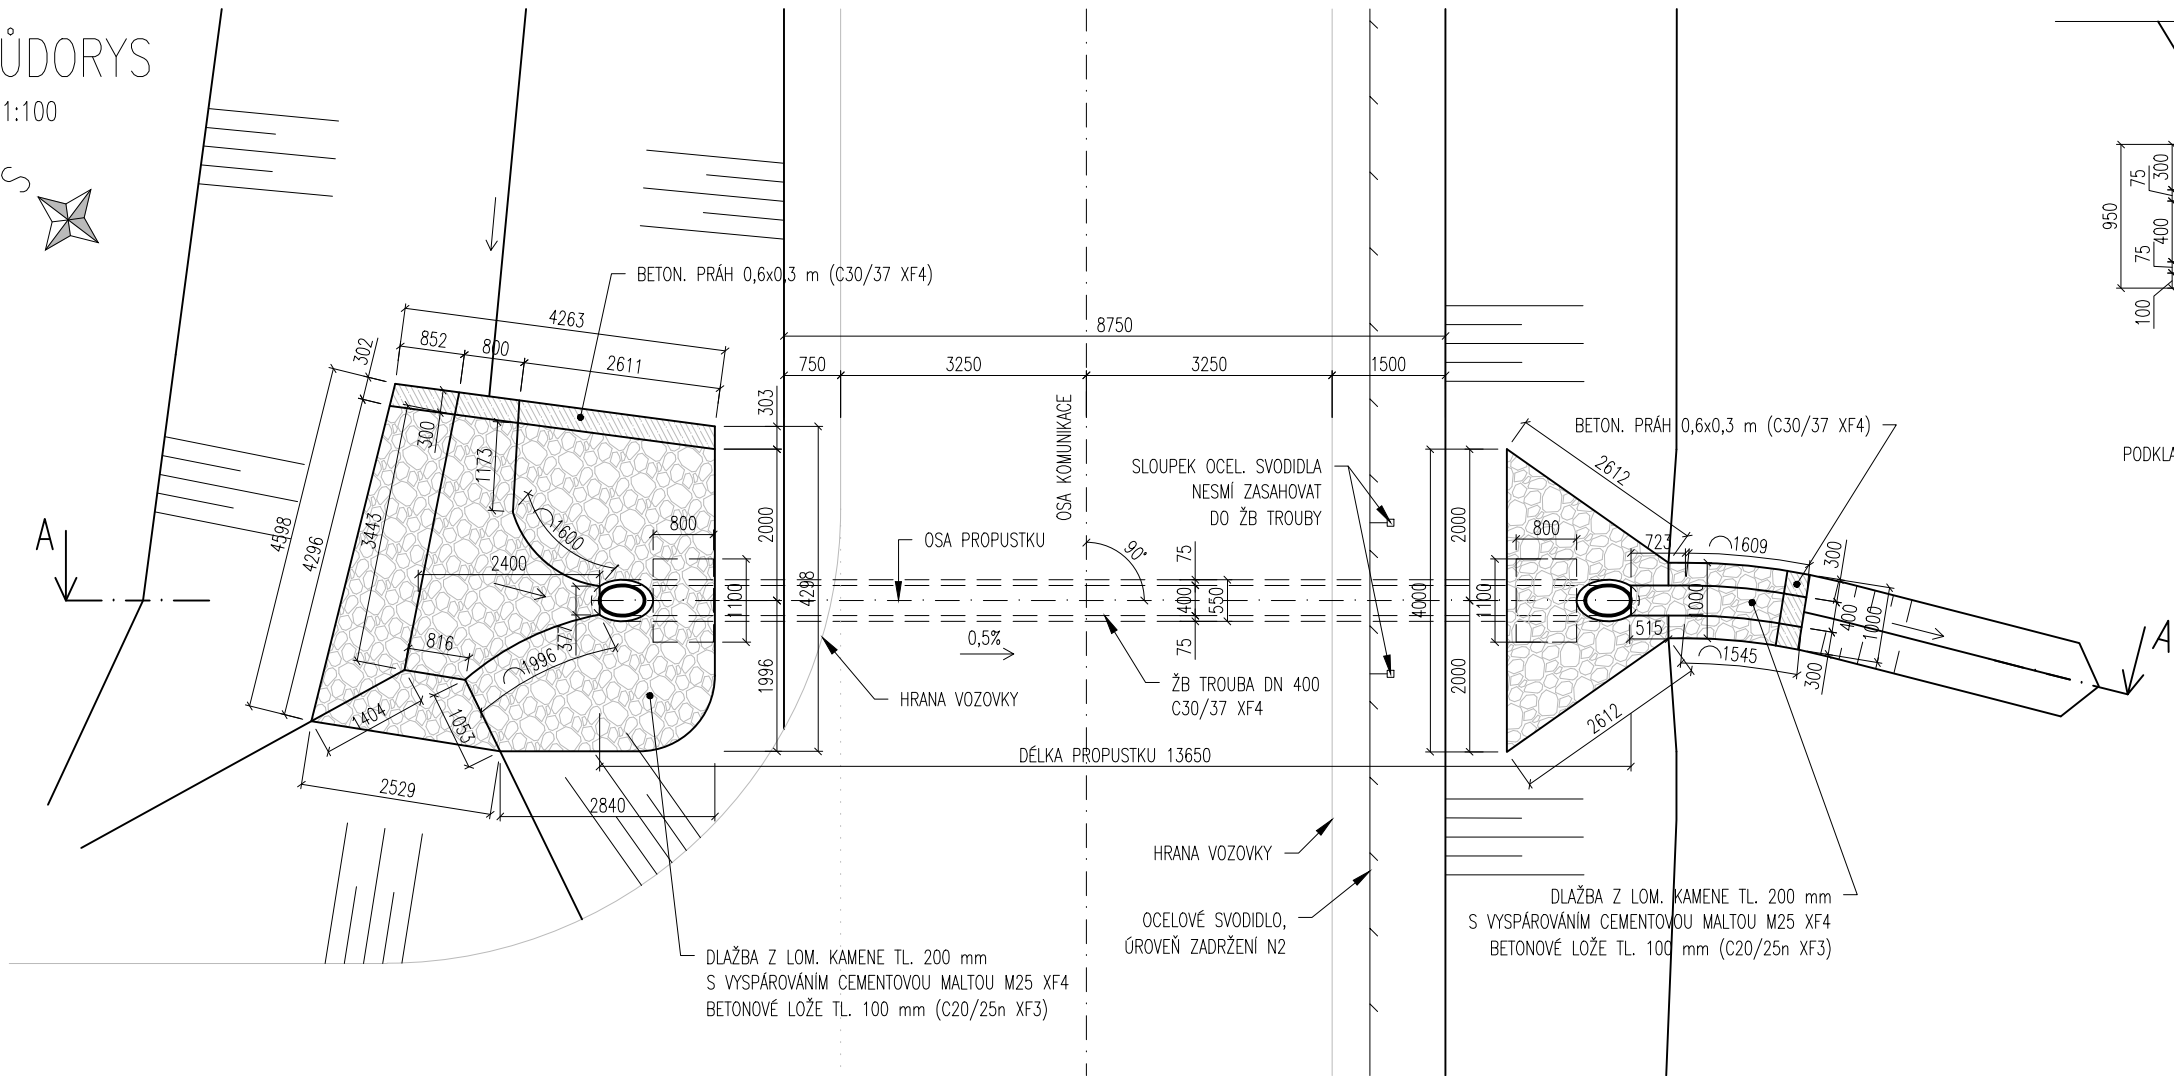 ŮDORYS
1:100
S
BETON. PRÁH 0,6x0,3 m (C30/37 XF4)
4263
852
800
2611
302
300
1173
4598
4296
3443
1600
2400
800
816
377
1996
1404
1053
2529
2840
A
8750
750
3250
3250
1500
303
2000
1100
4298
1996
OSA KOMUNIKACE
OSA PROPUSTKU
90°
75
400
550
75
0,5%
SLOUPEK OCEL. SVODIDLA
NESMÍ ZASAHOVAT
DO ŽB TROUBY
HRANA VOZOVKY
ŽB TROUBA DN 400
C30/37 XF4
DÉLKA PROPUSTKU 13650
HRANA VOZOVKY
OCELOVÉ SVODIDLO,
ÚROVEŇ ZADRŽENÍ N2
DLAŽBA Z LOM. KAMENE TL. 200 mm
S VYSPÁROVÁNÍM CEMENTOVOU MALTOU M25 XF4
BETONOVÉ LOŽE TL. 100 mm (C20/25n XF3)
BETON. PRÁH 0,6x0,3 m (C30/37 XF4)
2612
800
2000
4000
1100
2000
723
1609
300
1000
400
1000
515
1545
300
2612
A
DLAŽBA Z LOM. KAMENE TL. 200 mm
S VYSPÁROVÁNÍM CEMENTOVOU MALTOU M25 XF4
BETONOVÉ LOŽE TL. 100 mm (C20/25n XF3)
950
75
300
400
75
100
PODKLA